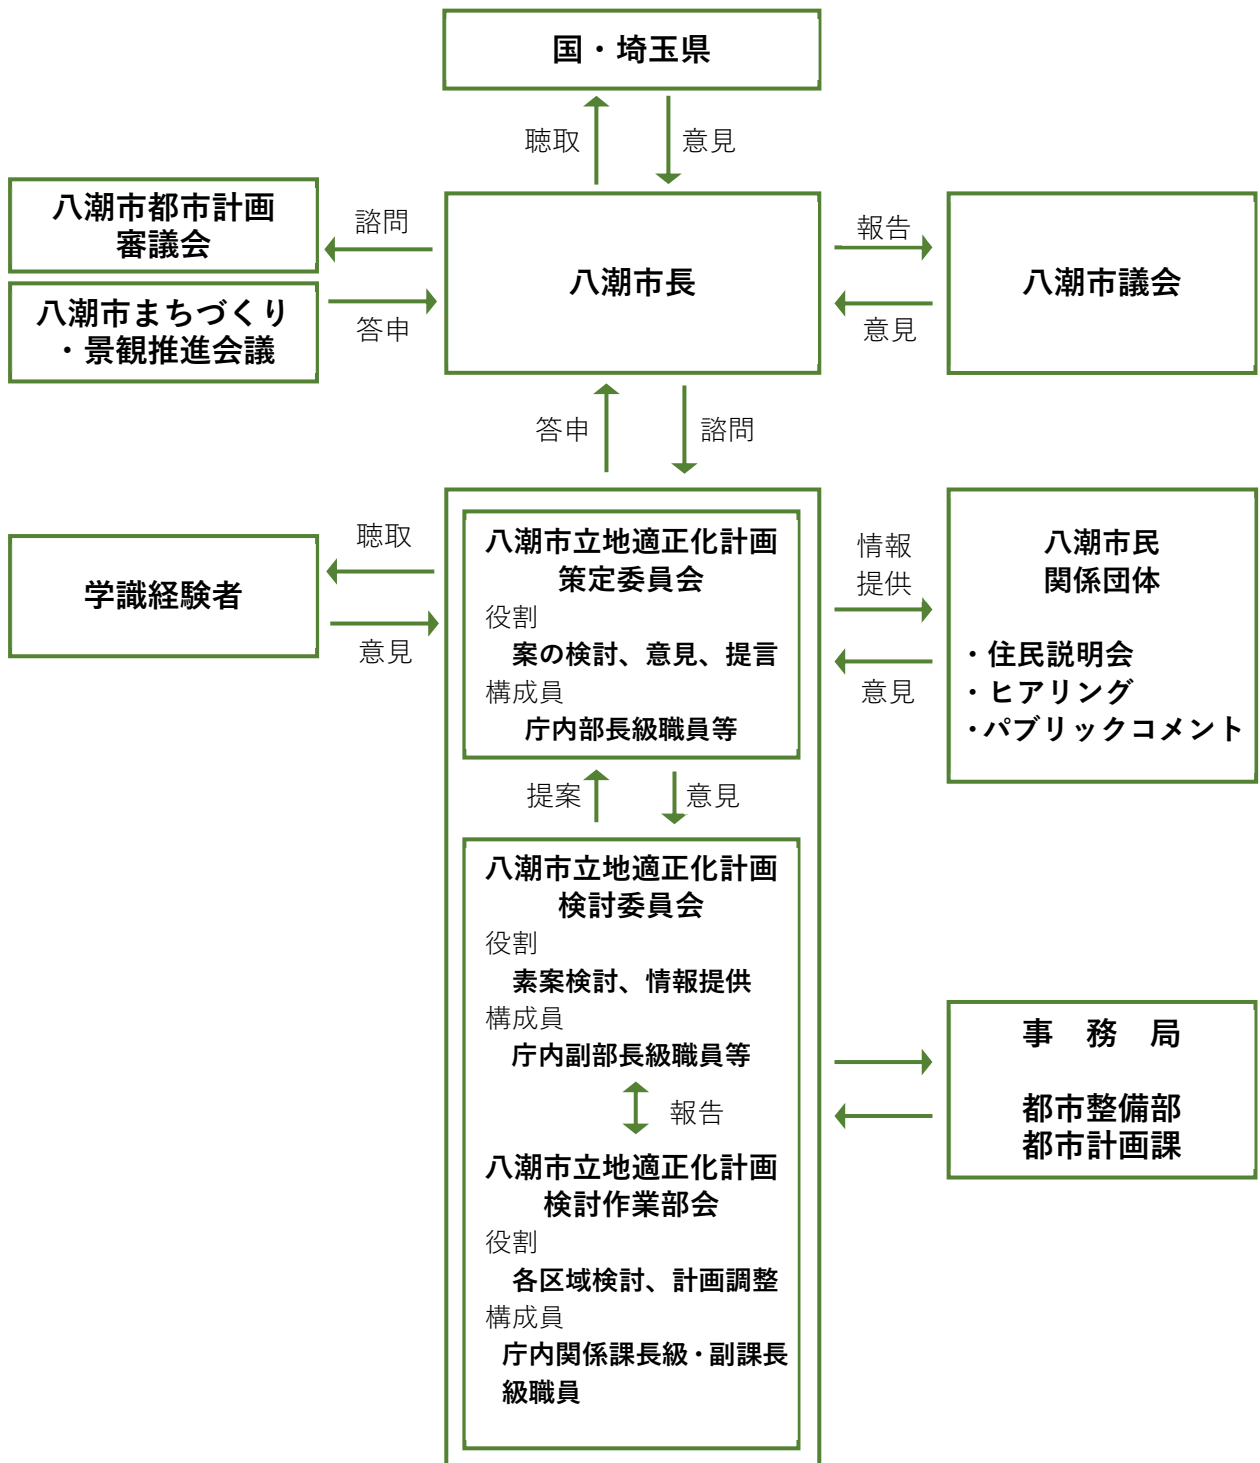 国・埼玉県
聴取
意見
八潮市都市計画
審議会
八潮市まちづくり
・景観推進会議
諮問
答申
八潮市長
報告
意見
八潮市議会
答申
諮問
学識経験者
聴取
意見
八潮市立地適正化計画
策定委員会
役割
案の検討、意見、提言
構成員
庁内部長級職員等
情報
提供
意見
八潮市民
関係団体
・住民説明会
・ヒアリング
・パブリックコメント
提案
意見
八潮市立地適正化計画
検討委員会
役割
素案検討、情報提供
構成員
庁内副部長級職員等
報告
八潮市立地適正化計画
検討作業部会
役割
各区域検討、計画調整
構成員
庁内関係課長級・副課長
級職員
事　務　局
都市整備部
都市計画課